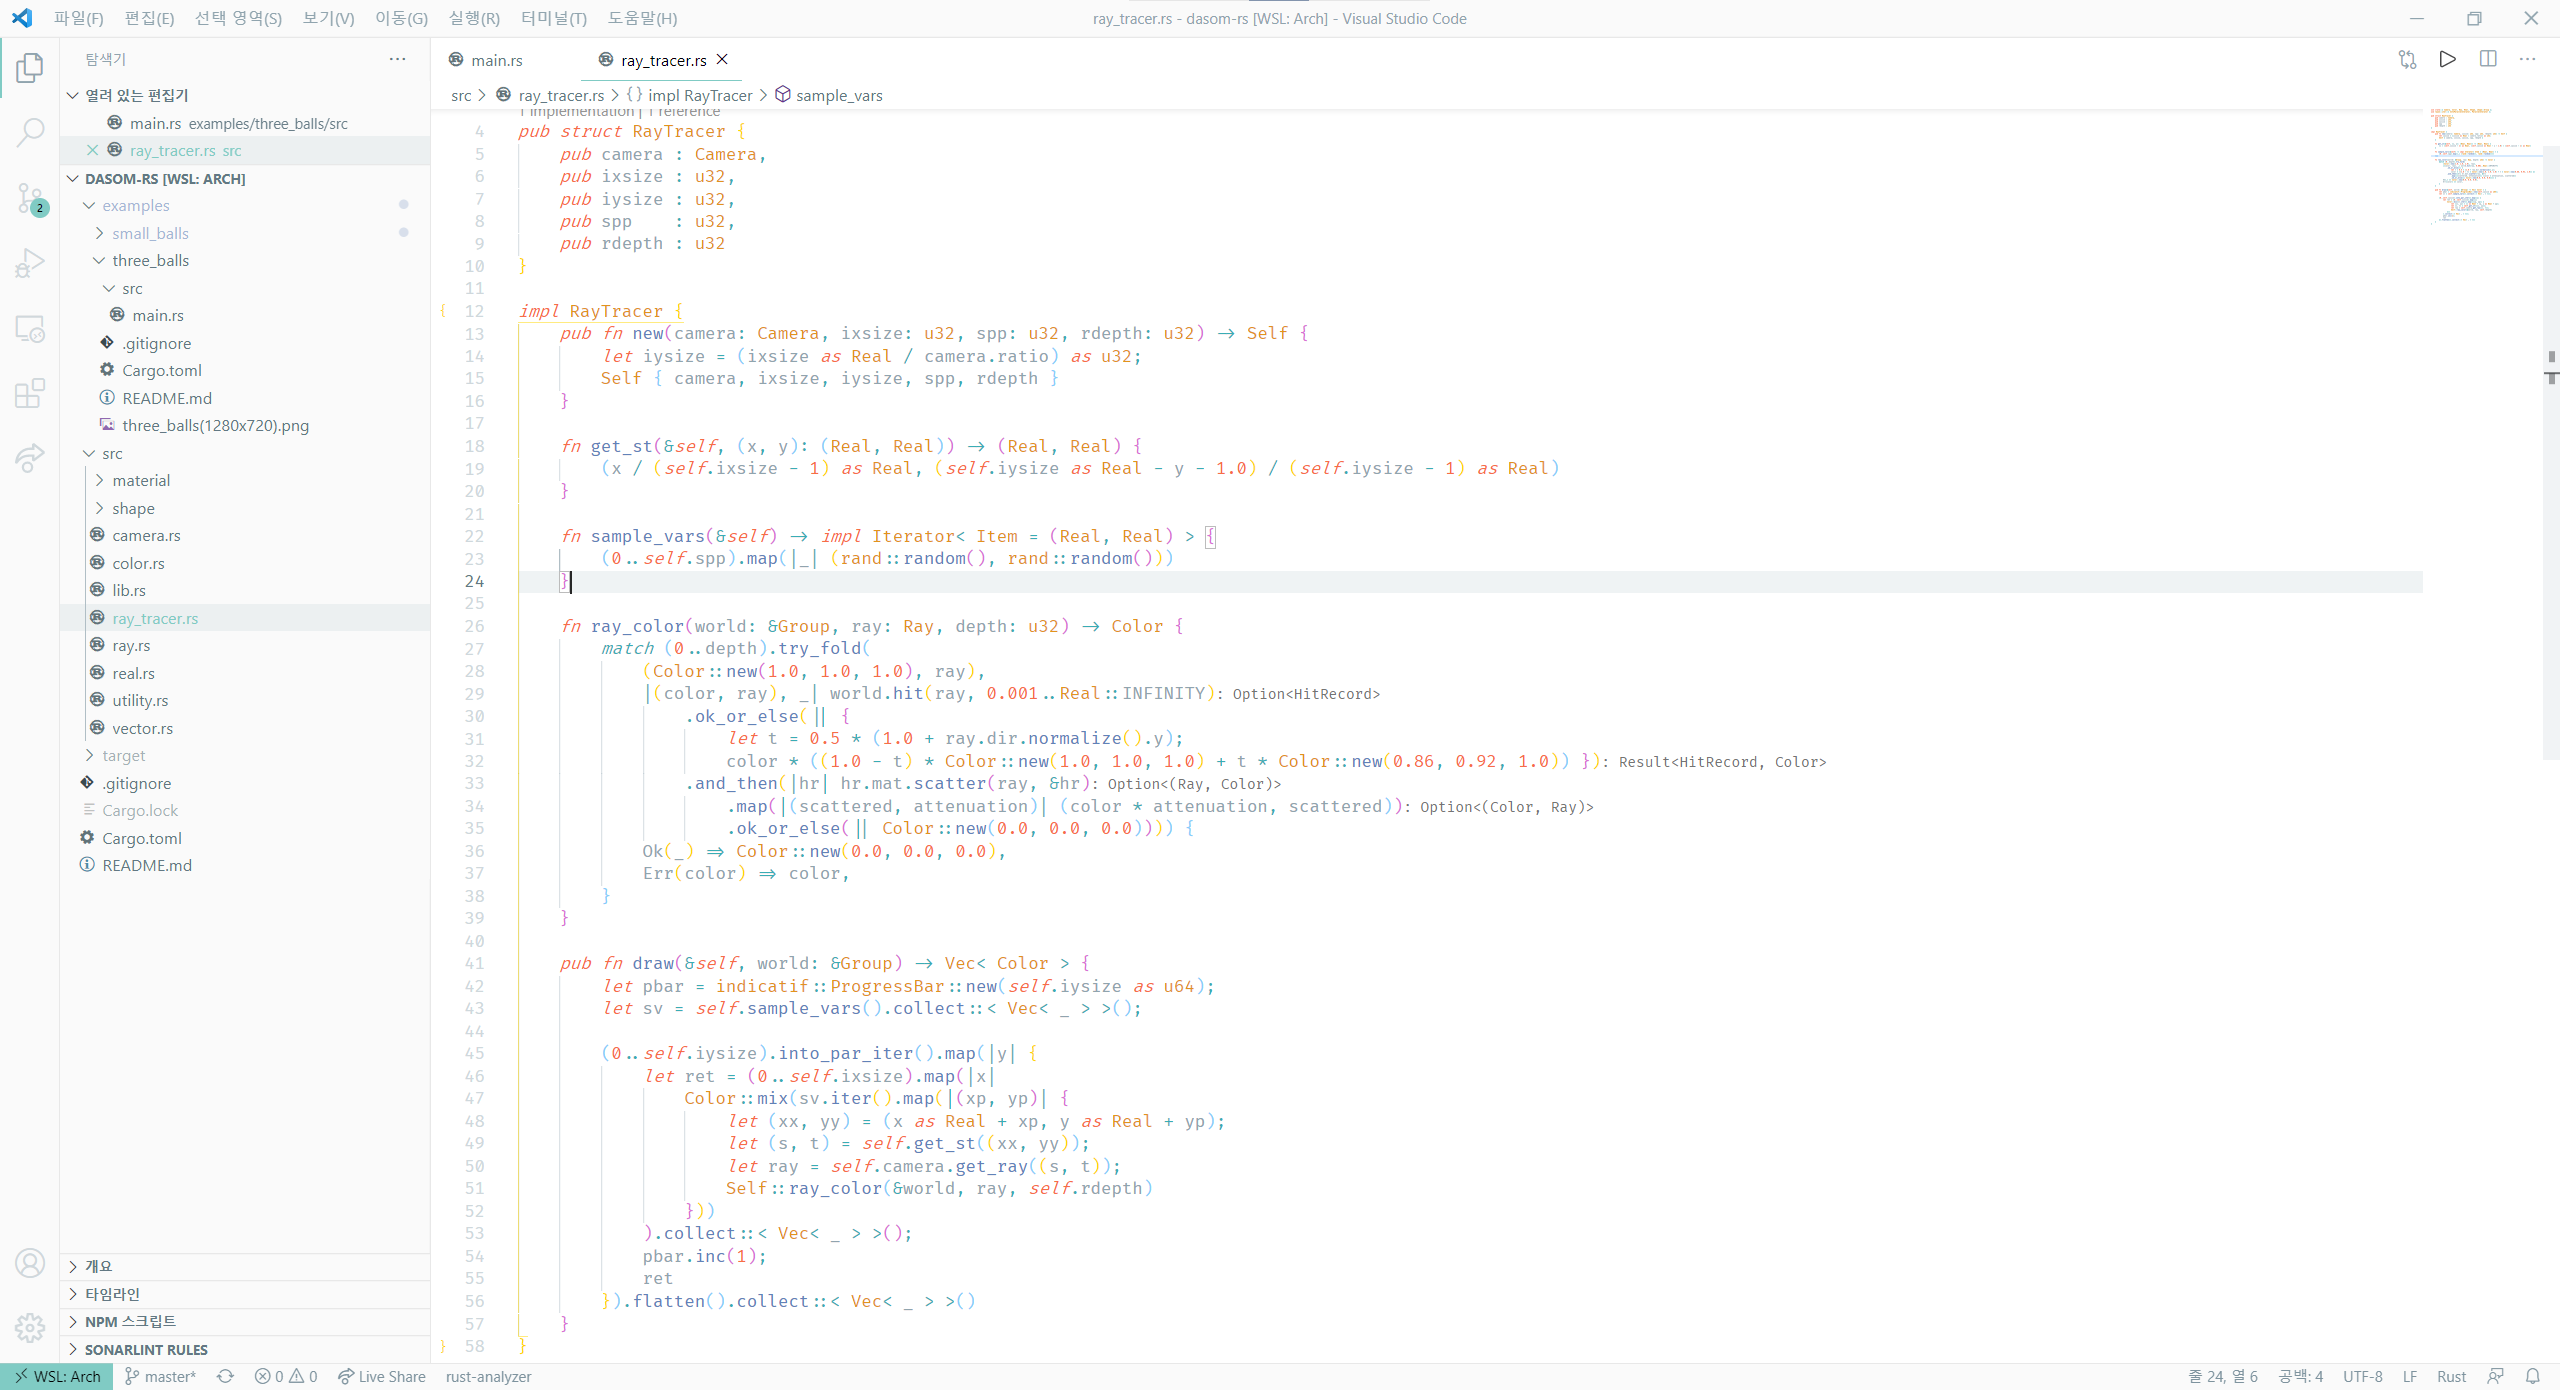 파일(F) 편집(E) 선택 영역(S) 보기(V) 이동(G) 실행(R) 터미널(T) 도움말(H)
ray_tracer.rs - dasom-rs [WSL: Arch] - Visual Studio Code
탐색기
열려 있는 편집기
main.rs examples/three_balls/src
ray_tracer.rs src
DASOM-RS [WSL: ARCH]
examples
small_balls
three_balls
src
main.rs
.gitignore
Cargo.toml
README.md
three_balls(1280x720).png
src
material
shape
camera.rs
color.rs
lib.rs
ray_tracer.rs
ray.rs
real.rs
utility.rs
vector.rs
target
.gitignore
Cargo.lock
Cargo.toml
README.md
개요
타임라인
NPM 스크립트
SONARLINT RULES
2
main.rs
ray_tracer.rs
src > ray_tracer.rs > {} impl RayTracer > sample_vars
1 implementation | 1 reference
4 pub struct RayTracer {
5 pub camera : Camera,
6 pub ixsize : u32,
7 pub iysize : u32,
8 pub spp    : u32,
9 pub rdepth : u32
10 }
11
12 impl RayTracer {
13 pub fn new(camera: Camera, ixsize: u32, spp: u32, rdepth: u32) -> Self {
14 let iysize = (ixsize as Real / camera.ratio) as u32;
15 Self { camera, ixsize, iysize, spp, rdepth }
16 }
17
18 fn get_st(&self, (x, y): (Real, Real)) -> (Real, Real) {
19 (x / (self.ixsize - 1) as Real, (self.iysize as Real - y - 1.0) / (self.iysize - 1) as Real)
20 }
21
22 fn sample_vars(&self) -> impl Iterator< Item = (Real, Real) > {
23 (0..self.spp).map(|_| (rand::random(), rand::random()))
24 }
25
26 fn ray_color(world: &Group, ray: Ray, depth: u32) -> Color {
27 match (0..depth).try_fold(
28 (Color::new(1.0, 1.0, 1.0), ray),
29 |(color, ray), _| world.hit(ray, 0.001..Real::INFINITY): Option<HitRecord>
30 .ok_or_else(|| {
31 let t = 0.5 * (1.0 + ray.dir.normalize().y);
32 color * ((1.0 - t) * Color::new(1.0, 1.0, 1.0) + t * Color::new(0.86, 0.92, 1.0)) }): Result<HitRecord, Color>
33 .and_then(|hr| hr.mat.scatter(ray, &hr): Option<(Ray, Color)>
34 .map(|(scattered, attenuation)| (color * attenuation, scattered)): Option<(Color, Ray)>
35 .ok_or_else(|| Color::new(0.0, 0.0, 0.0)))) {
36 Ok(_) => Color::new(0.0, 0.0, 0.0),
37 Err(color) => color,
38 }
39 }
40
41 pub fn draw(&self, world: &Group) -> Vec< Color > {
42 let pbar = indicatif::ProgressBar::new(self.iysize as u64);
43 let sv = self.sample_vars().collect::< Vec< _ > >();
44
45 (0..self.iysize).into_par_iter().map(|y| {
46 let ret = (0..self.ixsize).map(|x|
47 Color::mix(sv.iter().map(|(xp, yp)| {
48 let (xx, yy) = (x as Real + xp, y as Real + yp);
49 let (s, t) = self.get_st((xx, yy));
50 let ray = self.camera.get_ray((s, t));
51 Self::ray_color(&world, ray, self.rdepth)
52 }))
53 ).collect::< Vec< _ > >();
54 pbar.inc(1);
55 ret
56 }).flatten().collect::< Vec< _ > >()
57 }
58 }
WSL: Arch master* 0 0 Live Share rust-analyzer
줄 24, 열 6 공백: 4 UTF-8 LF Rust